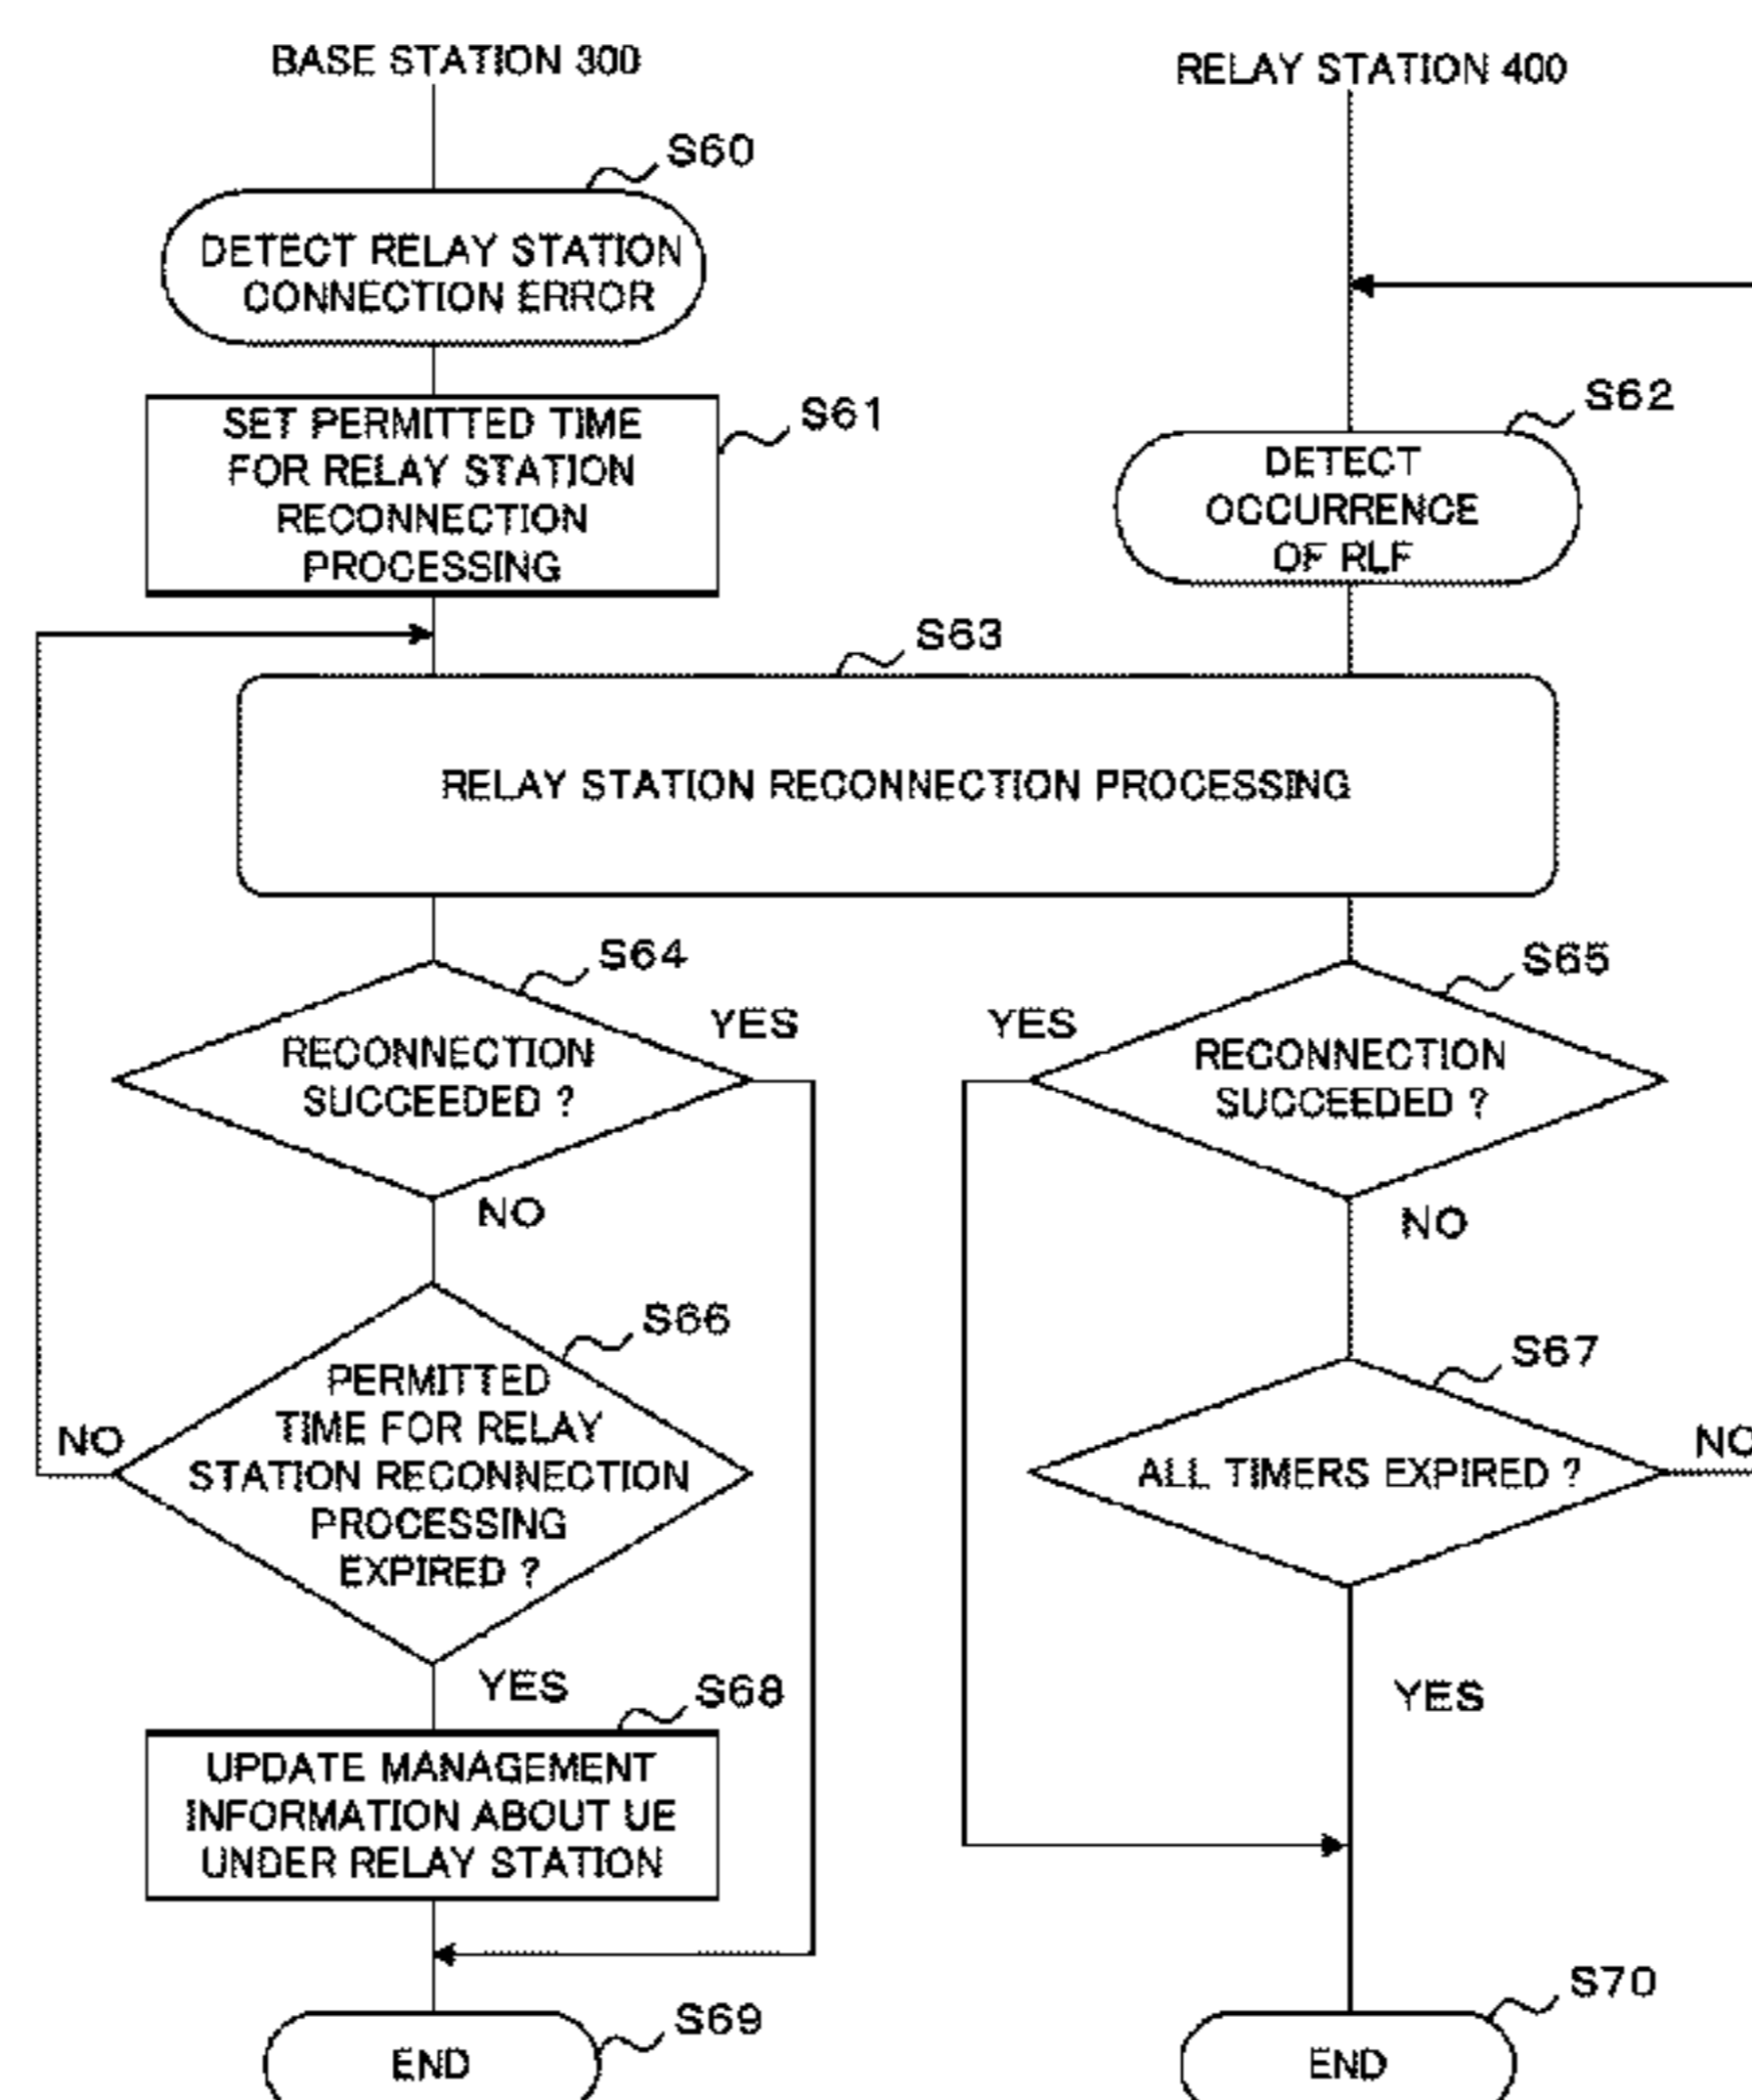 BASE STATION 300
RELAY STATION 400
S60
DETECT RELAY STATION
CONNECTION ERROR
S61
SET PERMITTED TIME
FOR RELAY STATION
RECONNECTION
PROCESSING
S62
DETECT
OCCURRENCE
OF RLF
S63
RELAY STATION RECONNECTION PROCESSING
S64
RECONNECTION
SUCCEEDED ?
YES
NO
S65
YES
RECONNECTION
SUCCEEDED ?
NO
S66
PERMITTED
TIME FOR RELAY
STATION RECONNECTION
PROCESSING
EXPIRED ?
NO
YES
S67
ALL TIMERS EXPIRED ?
NO
YES
S68
UPDATE MANAGEMENT
INFORMATION ABOUT UE
UNDER RELAY STATION
S69
END
S70
END